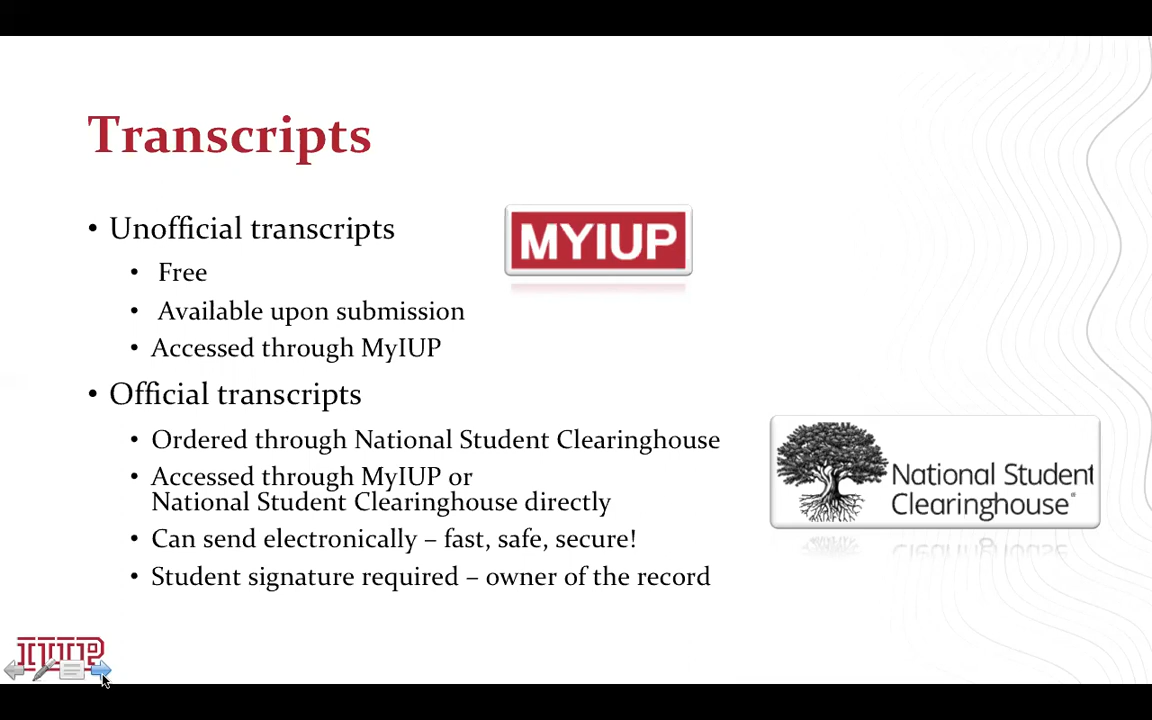 Transcripts
• Unofficial transcripts
MYIUP
• Free
• Available upon submission
• Accessed through MyIUP
• Official transcripts
• Ordered through National Student Clearinghouse
• Accessed through MyIUP or
National Student Clearinghouse directly
National Student
Clearinghouse®
• Can send electronically – fast, safe, secure!
• Student signature required – owner of the record
IUP